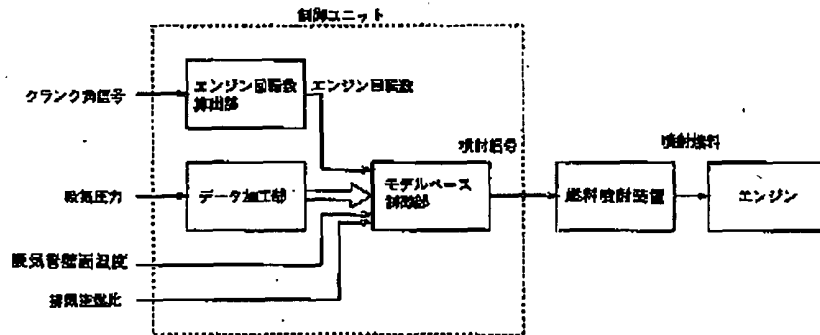 制御ユニット
クランク角信号
エンジン回転数
算出部
エンジン回転数
噴射信号
噴射燃料
吸気圧力
データ加工部
モデルベース
制御部
燃料噴射装置
エンジン
吸気管壁面温度
排気空燃比